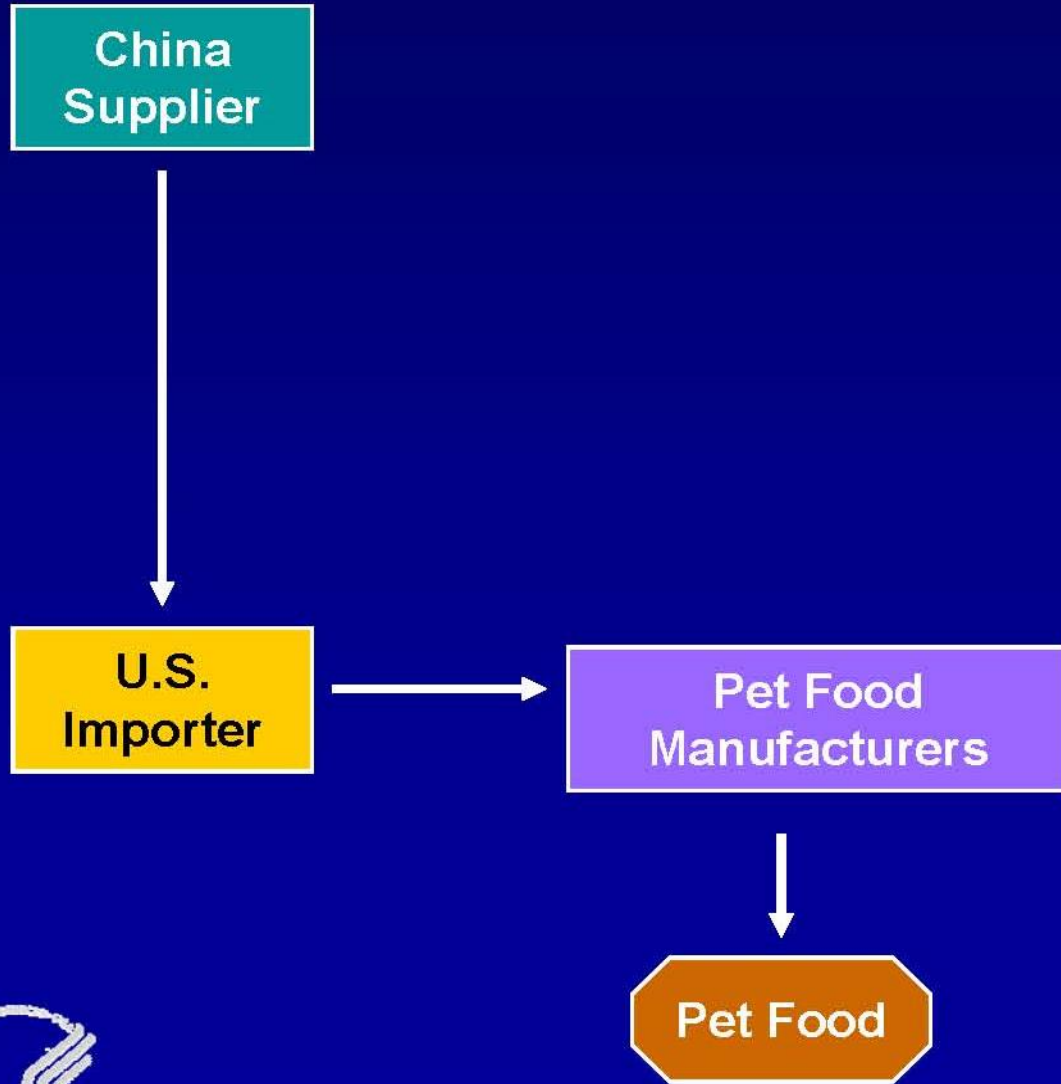 China
Supplier
U.S.
Importer
Pet Food
Manufacturers
Pet Food